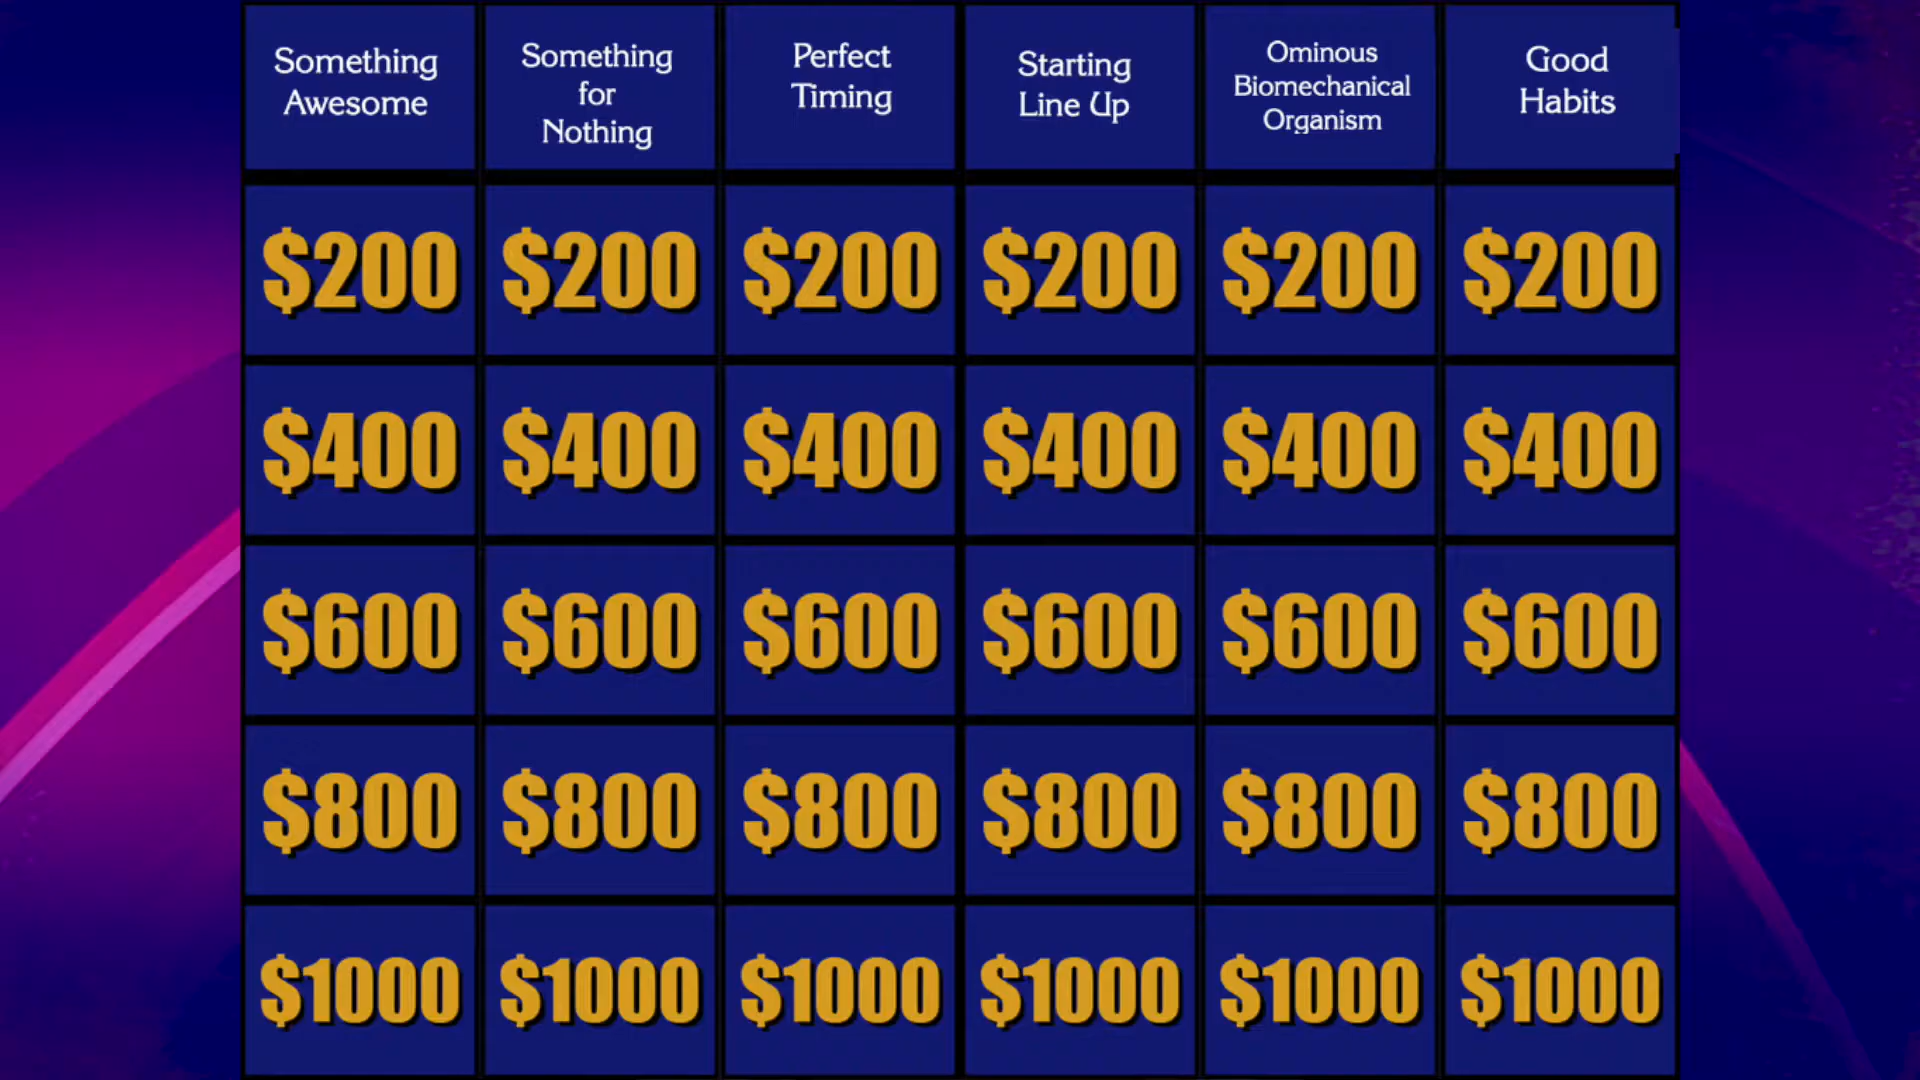 Something
Awesome
Something
for
Nothing
Perfect
Timing
Starting
Line Up
Ominous
Biomechanical
Organism
Good
Habits
$200 $200 $200 $200 $200 $200
$400 $400 $400 $400 $400 $400
$600 $600 $600 $600 $600 $600
$800 $800 $800 $800 $800 $800
$1000 $1000 $1000 $1000 $1000 $1000